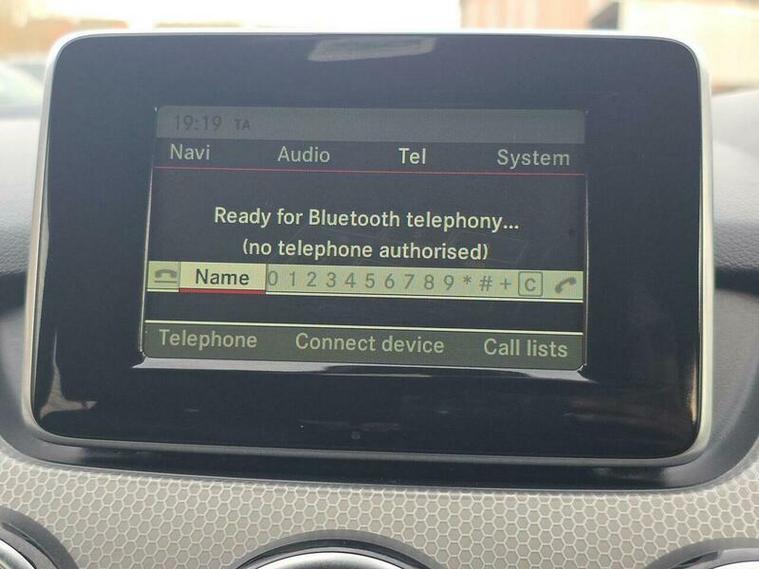 19:19 TA
Navi Audio Tel System
Ready for Bluetooth telephony...
(no telephone authorised)
Name 0 1 2 3 4 5 6 7 8 9 * # + C
Telephone Connect device Call lists